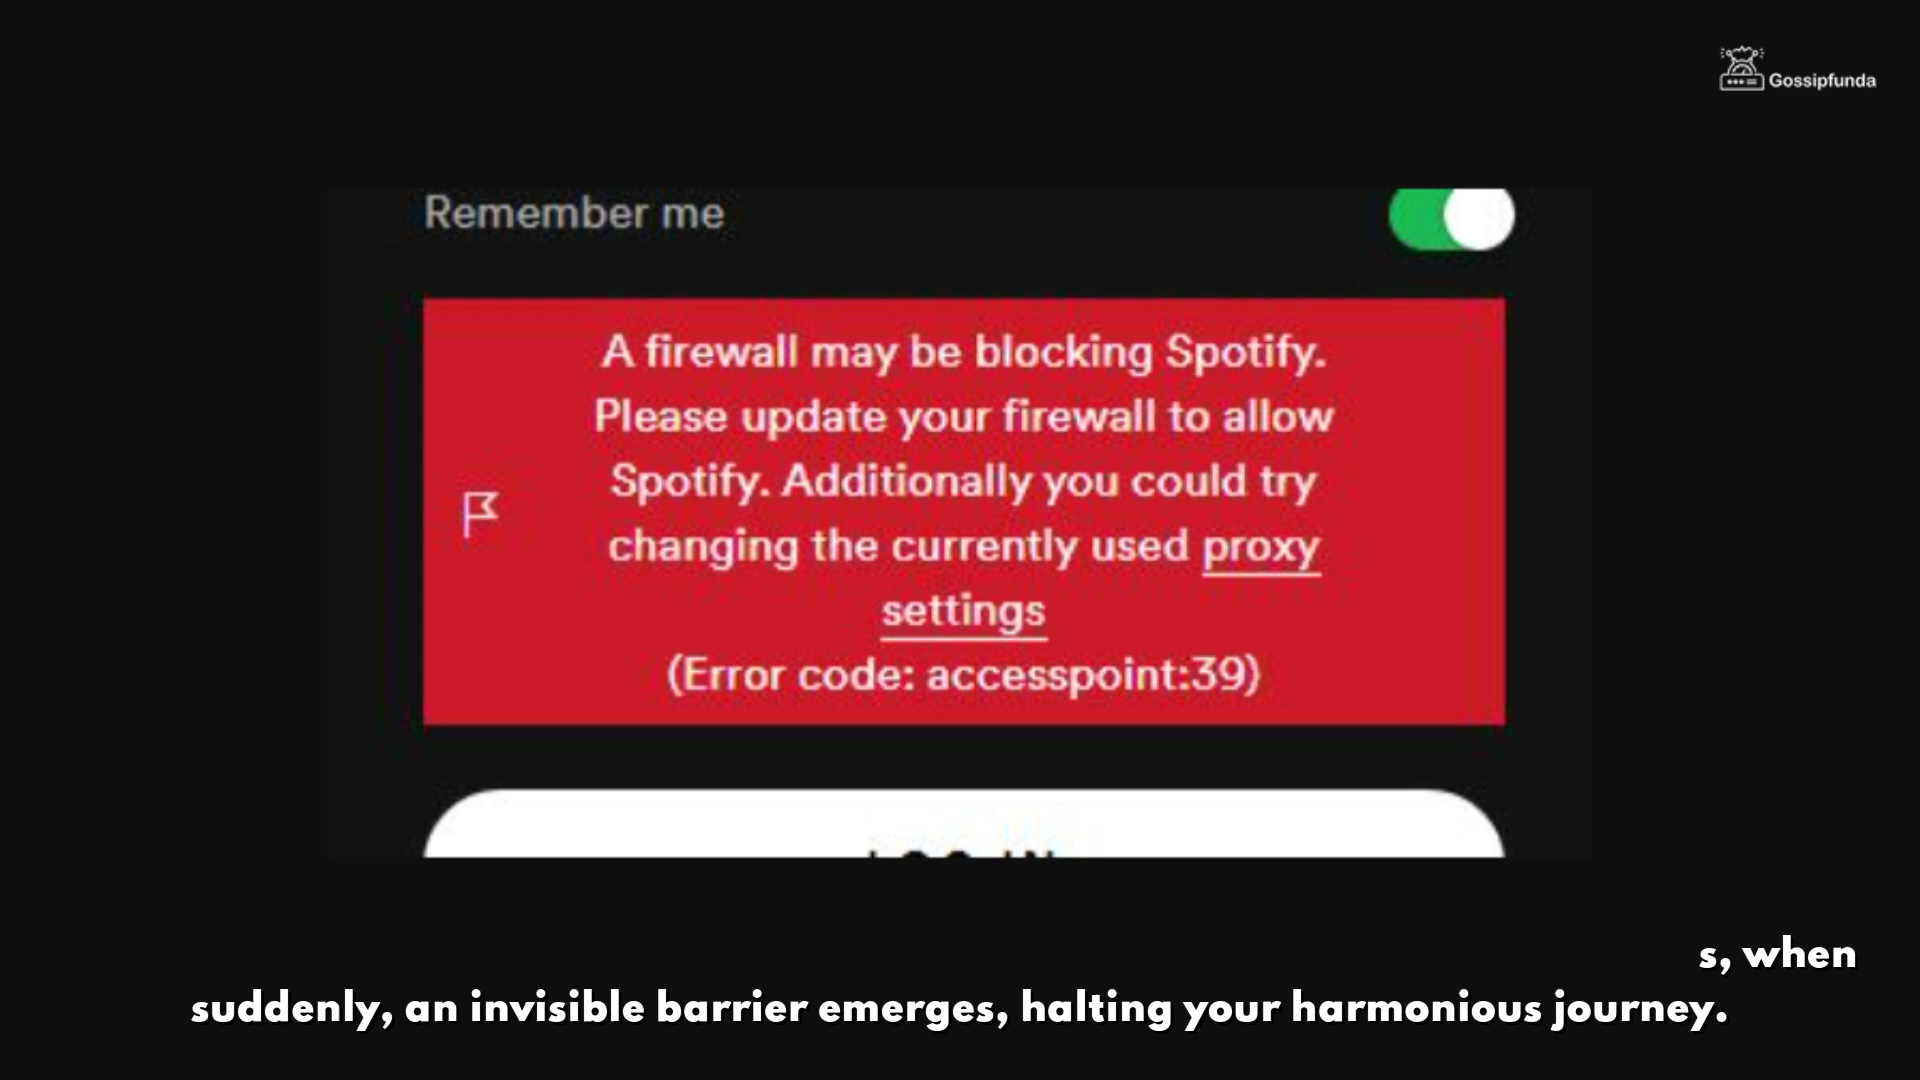 Gossipfunda
Remember me
A firewall may be blocking Spotify.
Please update your firewall to allow
Spotify. Additionally you could try
changing the currently used proxy
settings
(Error code: accesspoint:39)
s, when
suddenly, an invisible barrier emerges, halting your harmonious journey.